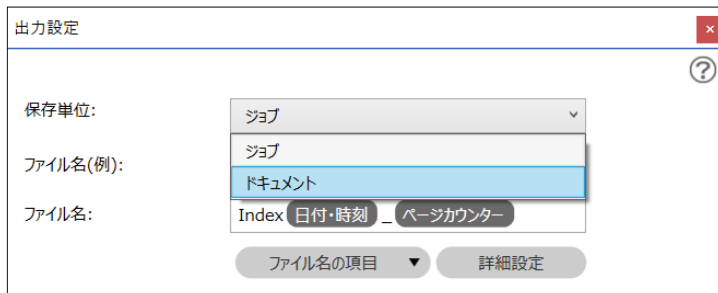 出力設定
×
?
保存単位:
ジョブ
ジョブ
ファイル名(例):
ドキュメント
ファイル名:
Index 日付・時刻 _ ページカウンター
ファイル名の項目 ▼
詳細設定